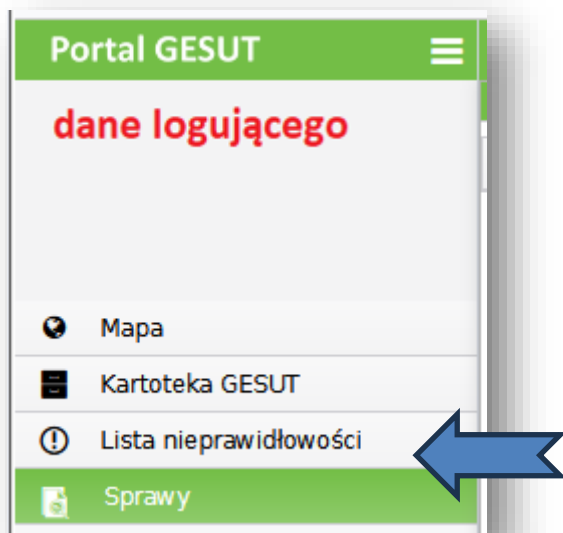 Portal GESUT
dane logującego
Mapa
Kartoteka GESUT
Lista nieprawidłowości
Sprawy